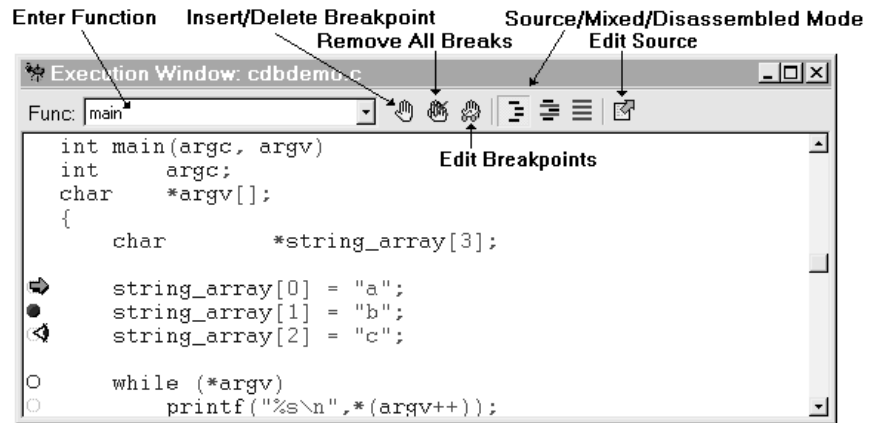 Enter Function Insert/Delete Breakpoint Source/Mixed/Disassembled Mode
Remove All Breaks Edit Source
Execution Window: cdbdemo.c
Func: main
Edit Breakpoints
int main(argc, argv)
int argc;
char *argv[];
{
char *string_array[3];
string_array[0] = "a";
string_array[1] = "b";
string_array[2] = "c";
while (*argv)
printf("%s\n",*(argv++));